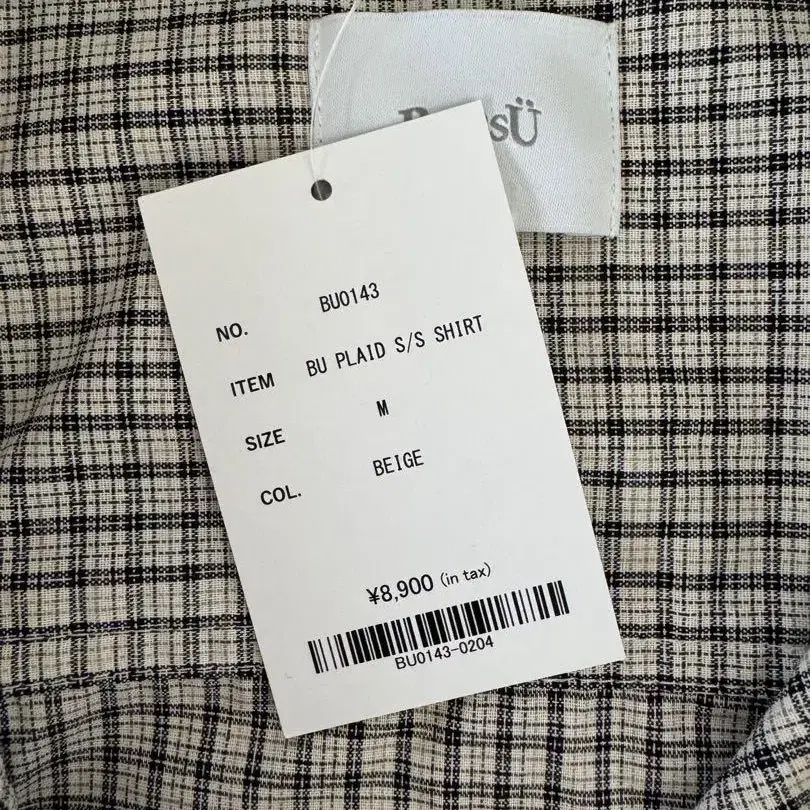 NO. BU0143
ITEM BU PLAID S/S SHIRT
SIZE M
COL. BEIGE
¥8,900 (in tax)
BU0143-0204